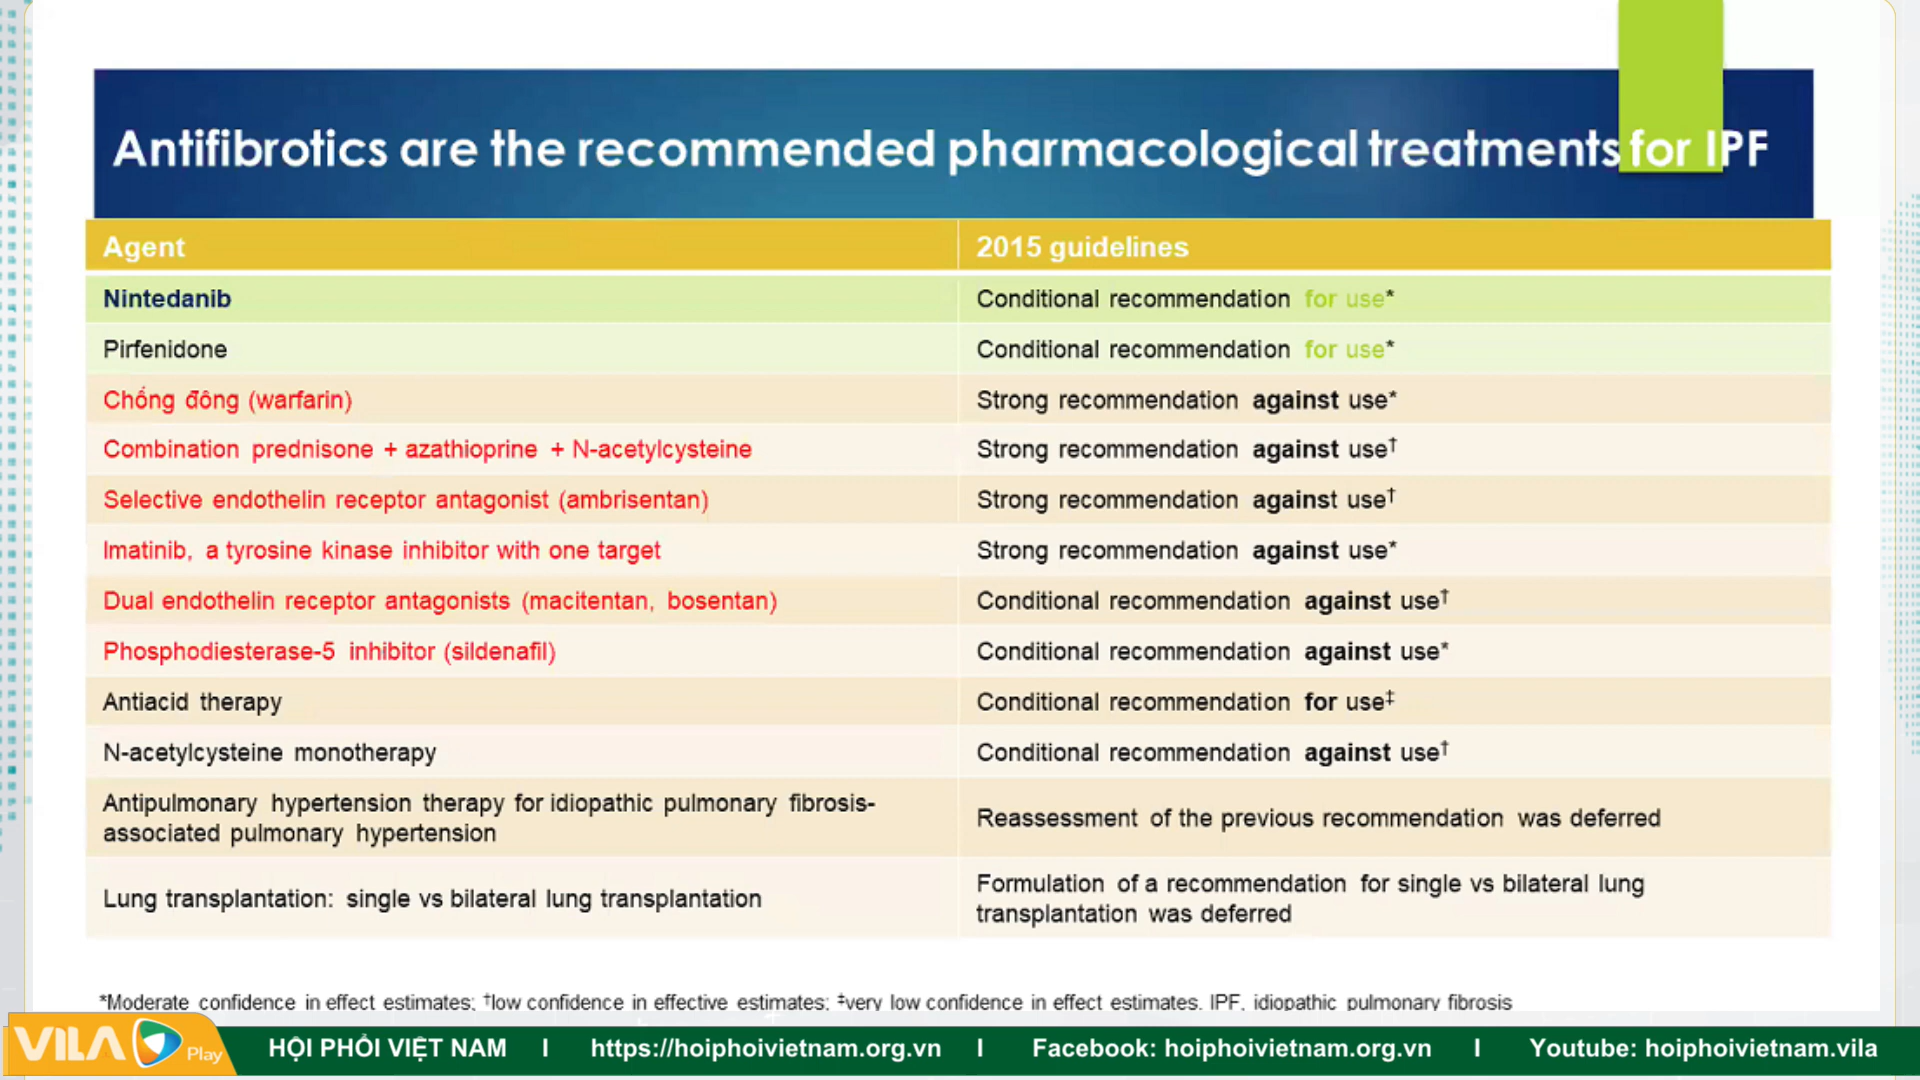 Antifibrotics are the recommended pharmacological treatments for IPF
Agent 2015 guidelines
Nintedanib Conditional recommendation for use*
Pirfenidone Conditional recommendation for use*
Chống đông (warfarin) Strong recommendation against use*
Combination prednisone + azathioprine + N-acetylcysteine Strong recommendation against use†
Selective endothelin receptor antagonist (ambrisentan) Strong recommendation against use†
Imatinib, a tyrosine kinase inhibitor with one target Strong recommendation against use*
Dual endothelin receptor antagonists (macitentan, bosentan) Conditional recommendation against use†
Phosphodiesterase-5 inhibitor (sildenafil) Conditional recommendation against use*
Antiacid therapy Conditional recommendation for use‡
N-acetylcysteine monotherapy Conditional recommendation against use†
Antipulmonary hypertension therapy for idiopathic pulmonary fibrosis-
associated pulmonary hypertension
Reassessment of the previous recommendation was deferred
Lung transplantation: single vs bilateral lung transplantation
Formulation of a recommendation for single vs bilateral lung
transplantation was deferred
*Moderate confidence in effect estimates; †low confidence in effective estimates; ‡very low confidence in effect estimates. IPF, idiopathic pulmonary fibrosis
VILA Play HỘI PHỔI VIỆT NAM I https://hoiphoivietnam.org.vn I Facebook: hoiphoivietnam.org.vn I Youtube: hoiphoivietnam.vila